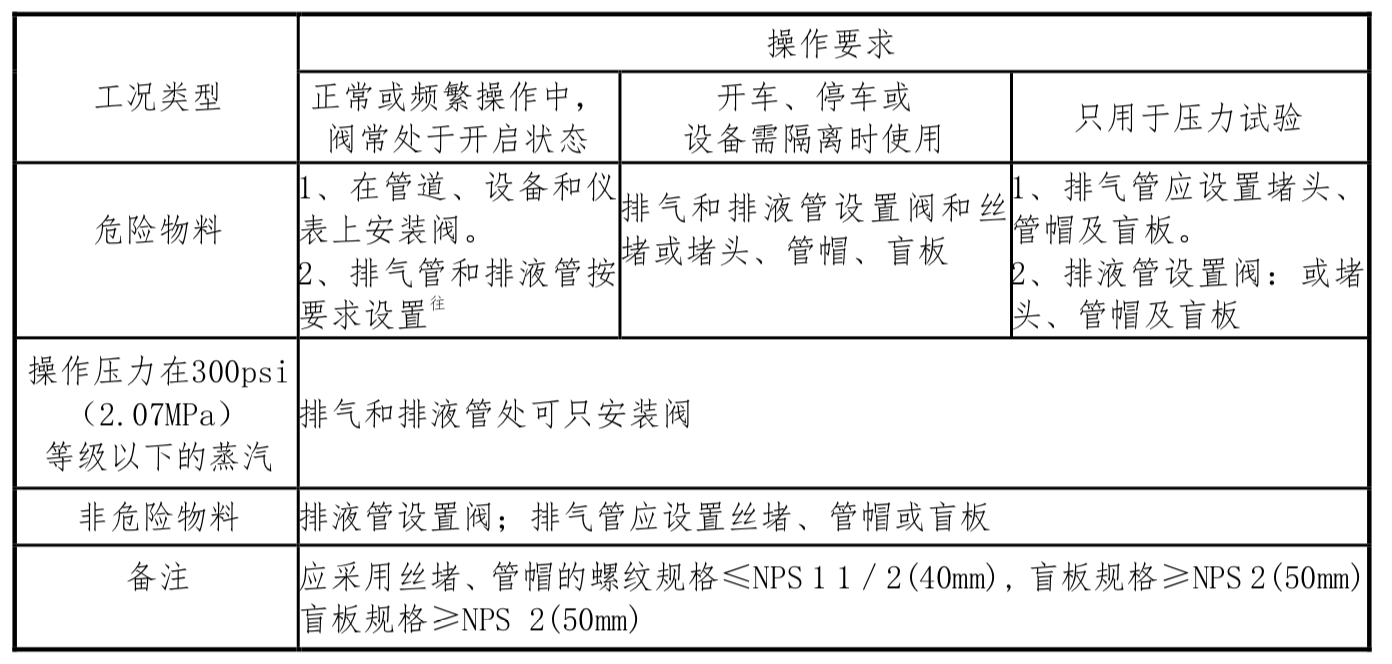 工况类型
操作要求
正常或频繁操作中，
阀常处于开启状态
开车、停车或
设备需隔离时使用
只用于压力试验
危险物料
1、在管道、设备和仪
表上安装阀。
2、排气管和排液管按
要求设置往
排气和排液管设置阀和丝
堵或堵头、管帽、盲板
1、排气管应设置堵头、
管帽及盲板。
2、排液管设置阀：或堵
头、管帽及盲板
操作压力在300psi
（2.07MPa）
等级以下的蒸汽
排气和排液管处可只安装阀
非危险物料
排液管设置阀；排气管应设置丝堵、管帽或盲板
备注
应采用丝堵、管帽的螺纹规格≤NPS 1 1 / 2(40mm), 盲板规格≥NPS 2(50mm)
盲板规格≥NPS 2(50mm)